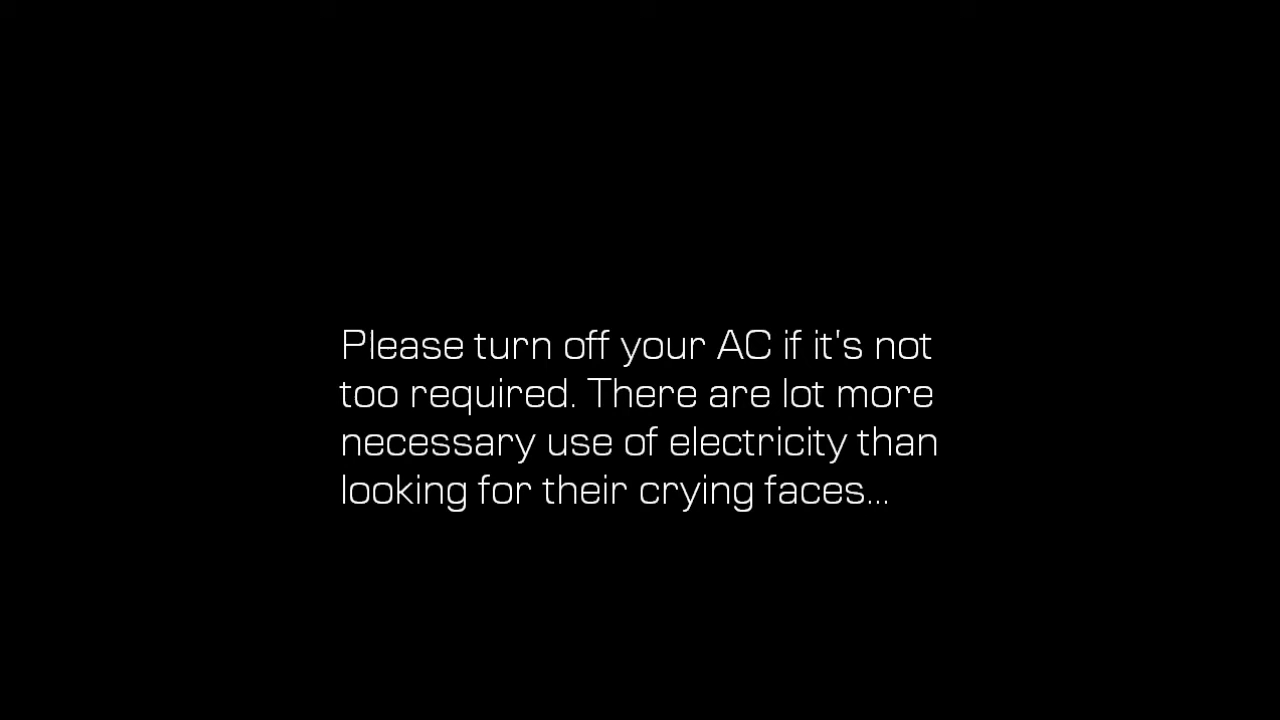 Please turn off your AC if it's not
too required. There are lot more
necessary use of electricity than
looking for their crying faces...